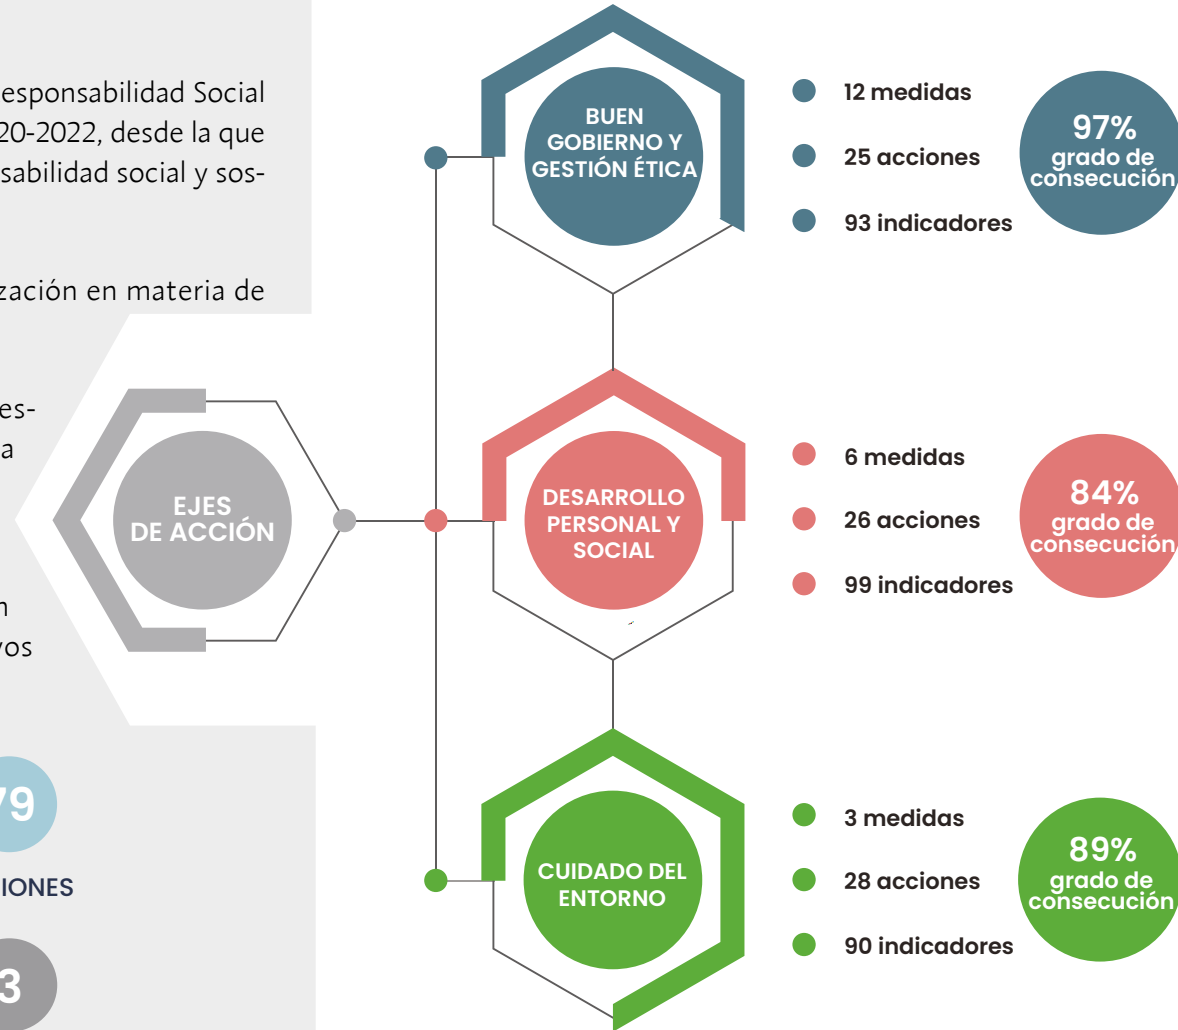 esponsabilidad Social
20-2022, desde la que
sabilidad social y sos-
zación en materia de
es-
a
n
vos
79
IONES
3
EJES
DE ACCIÓN
BUEN
GOBIERNO Y
GESTIÓN ÉTICA
12 medidas
25 acciones
93 indicadores
97%
grado de
consecución
DESARROLLO
PERSONAL Y
SOCIAL
6 medidas
26 acciones
99 indicadores
84%
grado de
consecución
CUIDADO DEL
ENTORNO
3 medidas
28 acciones
90 indicadores
89%
grado de
consecución